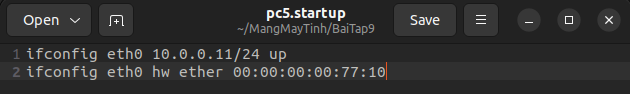 pc5.startup
Open
~/MangMayTinh/BaiTap9
Save
1 ifconfig eth0 10.0.0.11/24 up
2 ifconfig eth0 hw ether 00:00:00:00:77:10